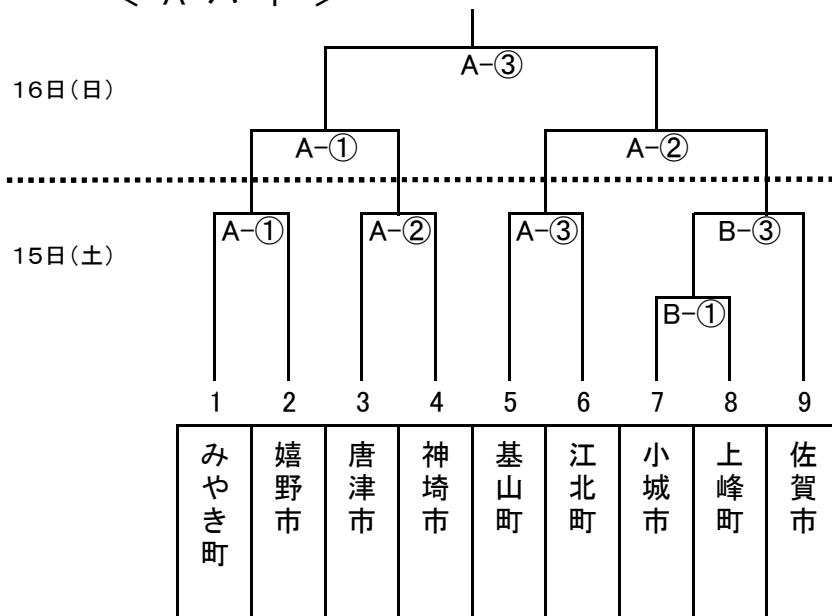 A-③
16日(日)
A-① A-②
15日(土)
A-① A-② A-③ B-③
B-①
1 2 3 4 5 6 7 8 9
みやき町
嬉野市
唐津市
神埼市
基山町
江北町
小城市
上峰町
佐賀市